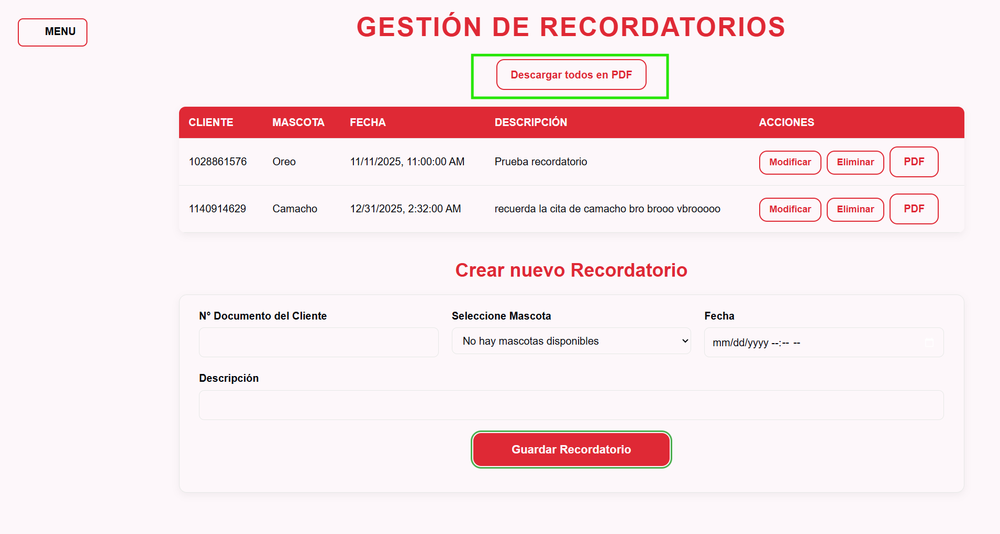 MENU
GESTIÓN DE RECORDATORIOS
Descargar todos en PDF
CLIENTE MASCOTA FECHA DESCRIPCIÓN ACCIONES
1028861576 Oreo 11/11/2025, 11:00:00 AM Prueba recordatorio Modificar Eliminar PDF
1140914629 Camacho 12/31/2025, 2:32:00 AM recuerda la cita de camacho bro brooo vbrooooo Modificar Eliminar PDF
Crear nuevo Recordatorio
N° Documento del Cliente Seleccione Mascota Fecha
No hay mascotas disponibles mm/dd/yyyy --:-- --
Descripción
Guardar Recordatorio